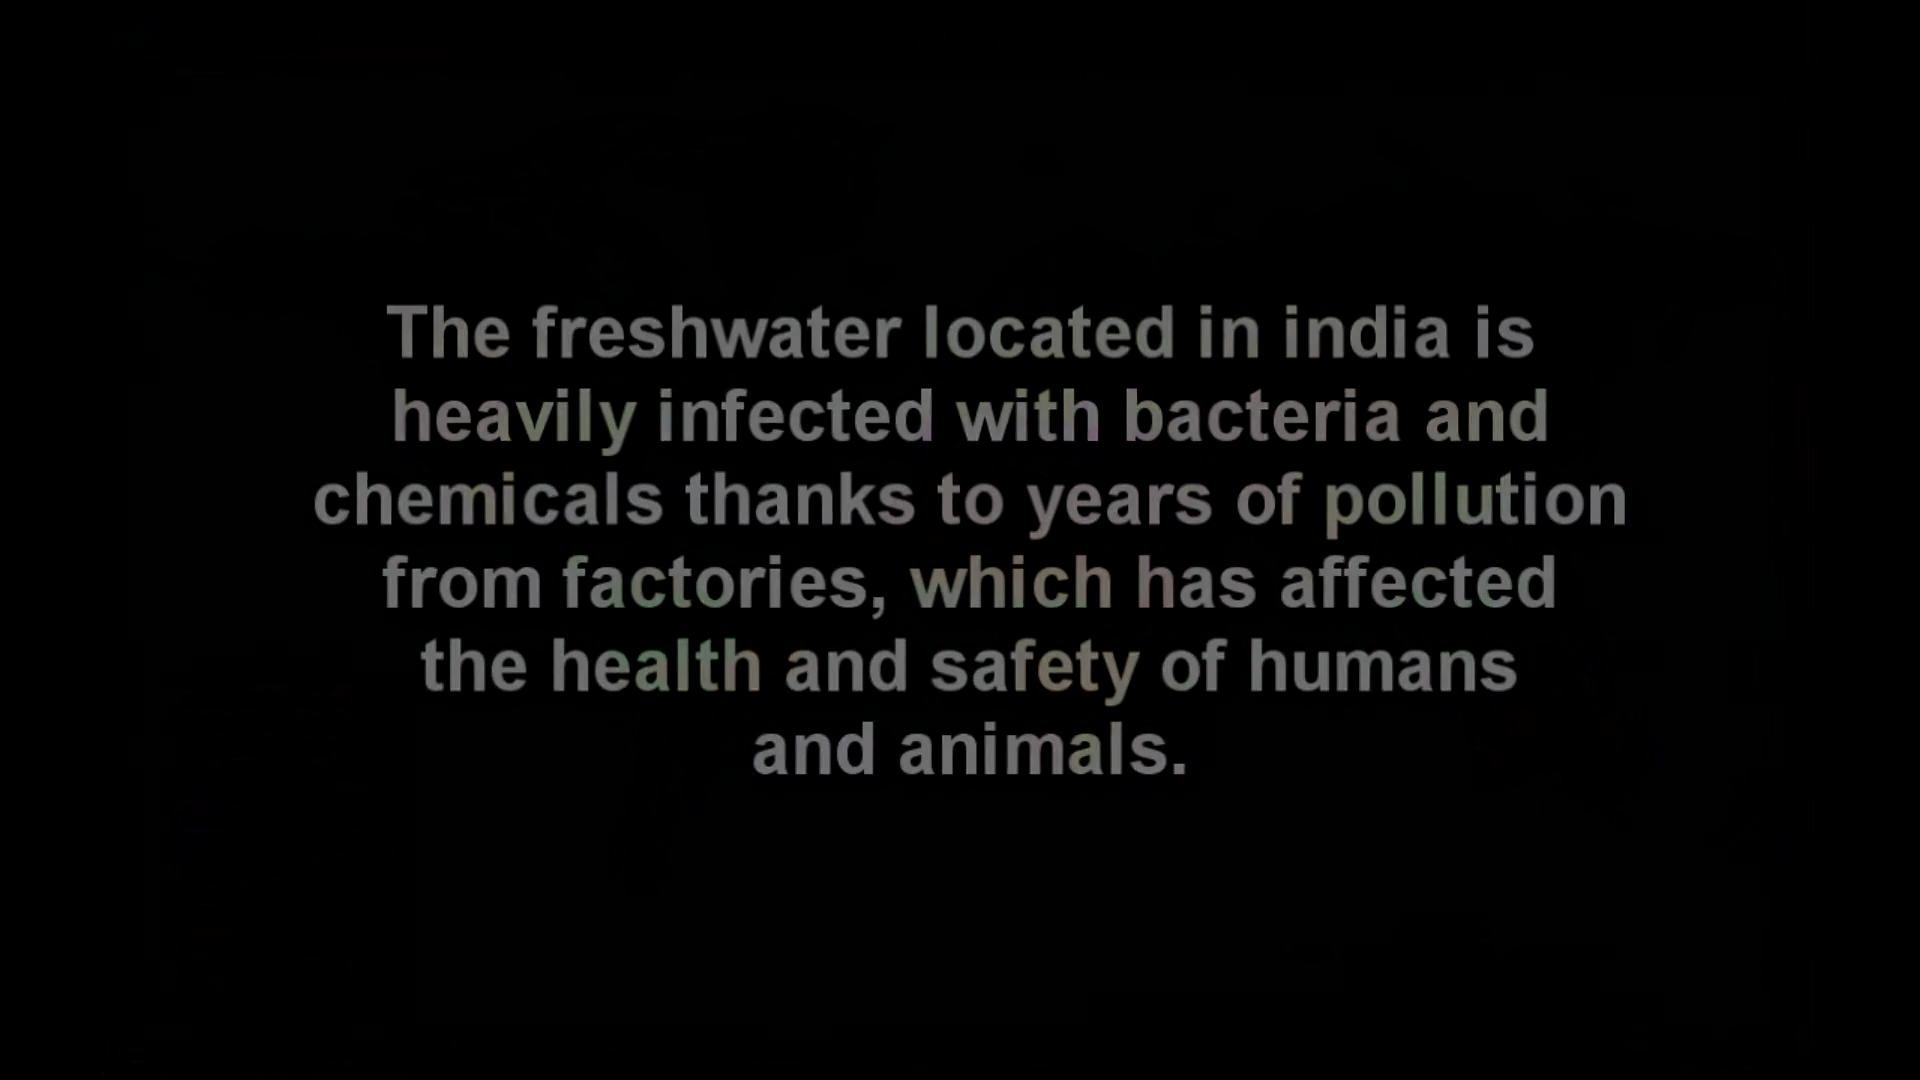 The freshwater located in india is
heavily infected with bacteria and
chemicals thanks to years of pollution
from factories, which has affected
the health and safety of humans
and animals.